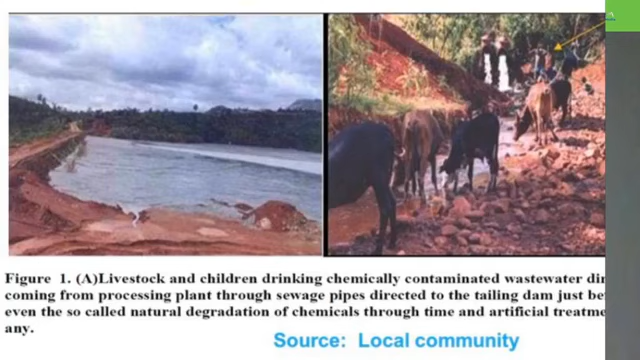 A
Figure 1. (A)Livestock and children drinking chemically contaminated wastewater
coming from processing plant through sewage pipes directed to the tailing dam just
even the so called natural degradation of chemicals through time and artificial
any.
Source: Local community